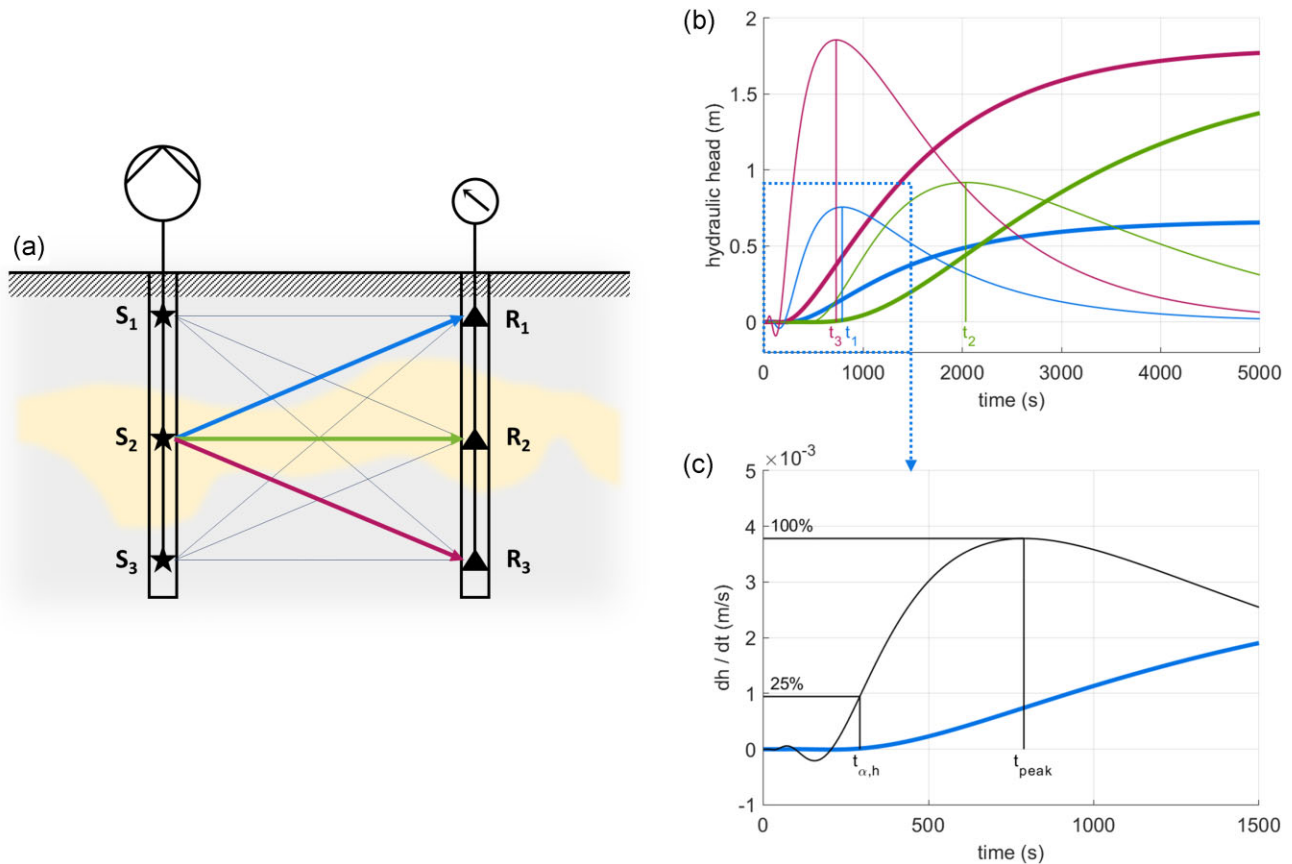 (a)
S1
S2
S3
R1
R2
R3
(b)
hydraulic head (m)
2
1.5
1
0.5
0
t3 t1
t2
0 1000 2000 3000 4000 5000
time (s)
(c)
×10^-3
dh / dt (m/s)
5
4
3
2
1
0
-1
100%
25%
tα,h
tpeak
0 500 1000 1500
time (s)